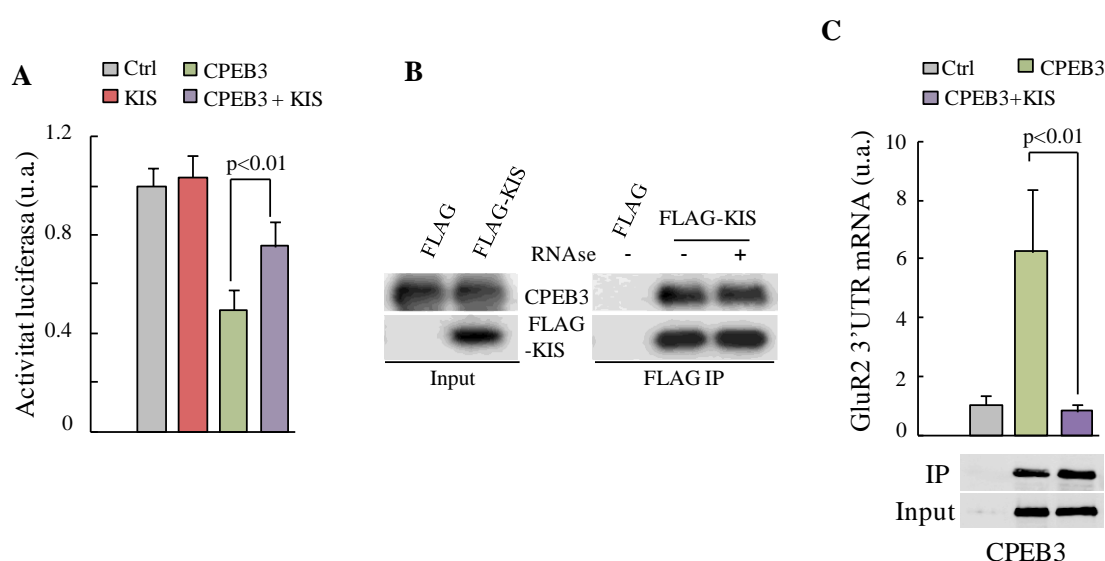 A
Ctrl
CPEB3
KIS
CPEB3 + KIS
Activitat luciferasa (u.a.)
1.2
0.8
0.4
0
p<0.01
B
FLAG
FLAG-KIS
FLAG
FLAG-KIS
RNAse
-
-
+
CPEB3
FLAG
-KIS
Input
FLAG IP
C
Ctrl
CPEB3
CPEB3+KIS
GluR2 3’UTR mRNA (u.a.)
10
8
6
4
2
0
p<0.01
IP
Input
CPEB3